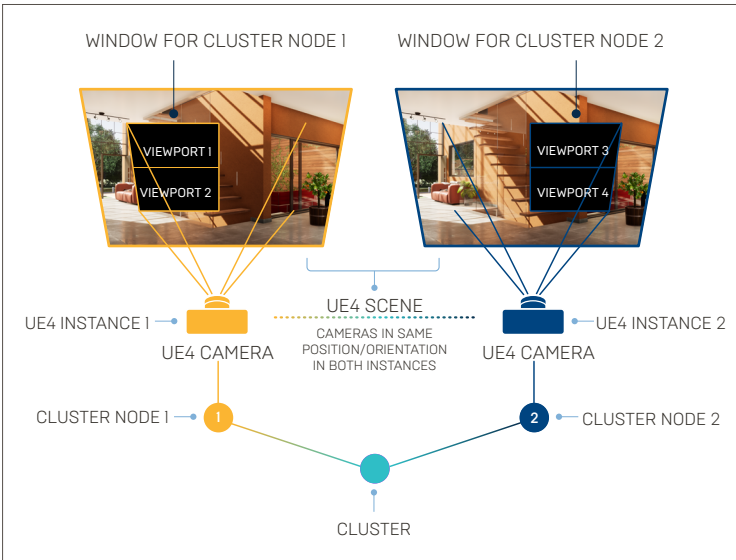 WINDOW FOR CLUSTER NODE 1
WINDOW FOR CLUSTER NODE 2
VIEWPORT 1
VIEWPORT 2
VIEWPORT 3
VIEWPORT 4
UE4 INSTANCE 1
UE4 SCENE
UE4 INSTANCE 2
CAMERAS IN SAME
POSITION/ORIENTATION
IN BOTH INSTANCES
UE4 CAMERA
UE4 CAMERA
CLUSTER NODE 1
1
2
CLUSTER NODE 2
CLUSTER